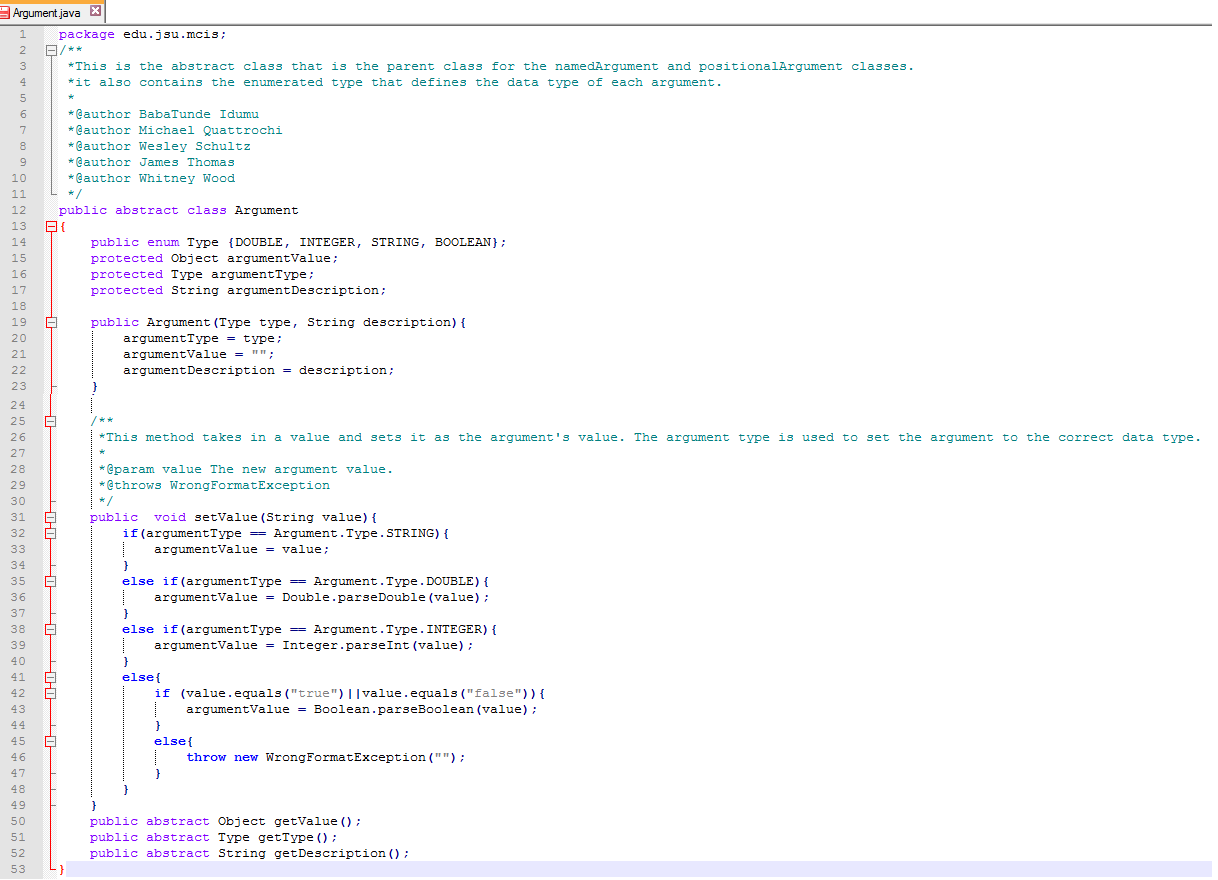 Argument.java
1 package edu.jsu.mcis;
2 /**
3 *This is the abstract class that is the parent class for the namedArgument and positionalArgument classes.
4 *it also contains the enumerated type that defines the data type of each argument.
5 *
6 *@author BabaTunde Idumu
7 *@author Michael Quattrochi
8 *@author Wesley Schultz
9 *@author James Thomas
10 *@author Whitney Wood
11 */
12 public abstract class Argument
13 {
14 public enum Type {DOUBLE, INTEGER, STRING, BOOLEAN};
15 protected Object argumentValue;
16 protected Type argumentType;
17 protected String argumentDescription;
18
19 public Argument(Type type, String description){
20 argumentType = type;
21 argumentValue = "";
22 argumentDescription = description;
23 }
24
25 /**
26 *This method takes in a value and sets it as the argument's value. The argument type is used to set the argument to the correct data type.
27 *
28 *@param value The new argument value.
29 *@throws WrongFormatException
30 */
31 public  void setValue(String value){
32 if(argumentType == Argument.Type.STRING){
33 argumentValue = value;
34 }
35 else if(argumentType == Argument.Type.DOUBLE){
36 argumentValue = Double.parseDouble(value);
37 }
38 else if(argumentType == Argument.Type.INTEGER){
39 argumentValue = Integer.parseInt(value);
40 }
41 else{
42 if (value.equals("true")||value.equals("false")){
43 argumentValue = Boolean.parseBoolean(value);
44 }
45 else{
46 throw new WrongFormatException("");
47 }
48 }
49 }
50 public abstract Object getValue();
51 public abstract Type getType();
52 public abstract String getDescription();
53 }